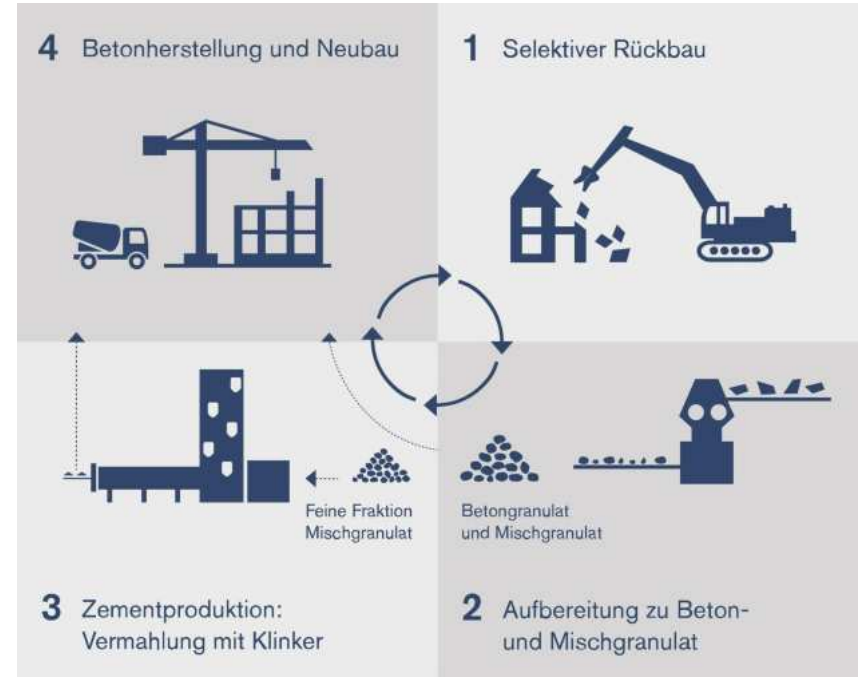 4 Betonherstellung und Neubau
1 Selektiver Rückbau
Feine Fraktion
Mischgranulat
Betongranulat
und Mischgranulat
3 Zementproduktion:
Vermahlung mit Klinker
2 Aufbereitung zu Beton-
und Mischgranulat